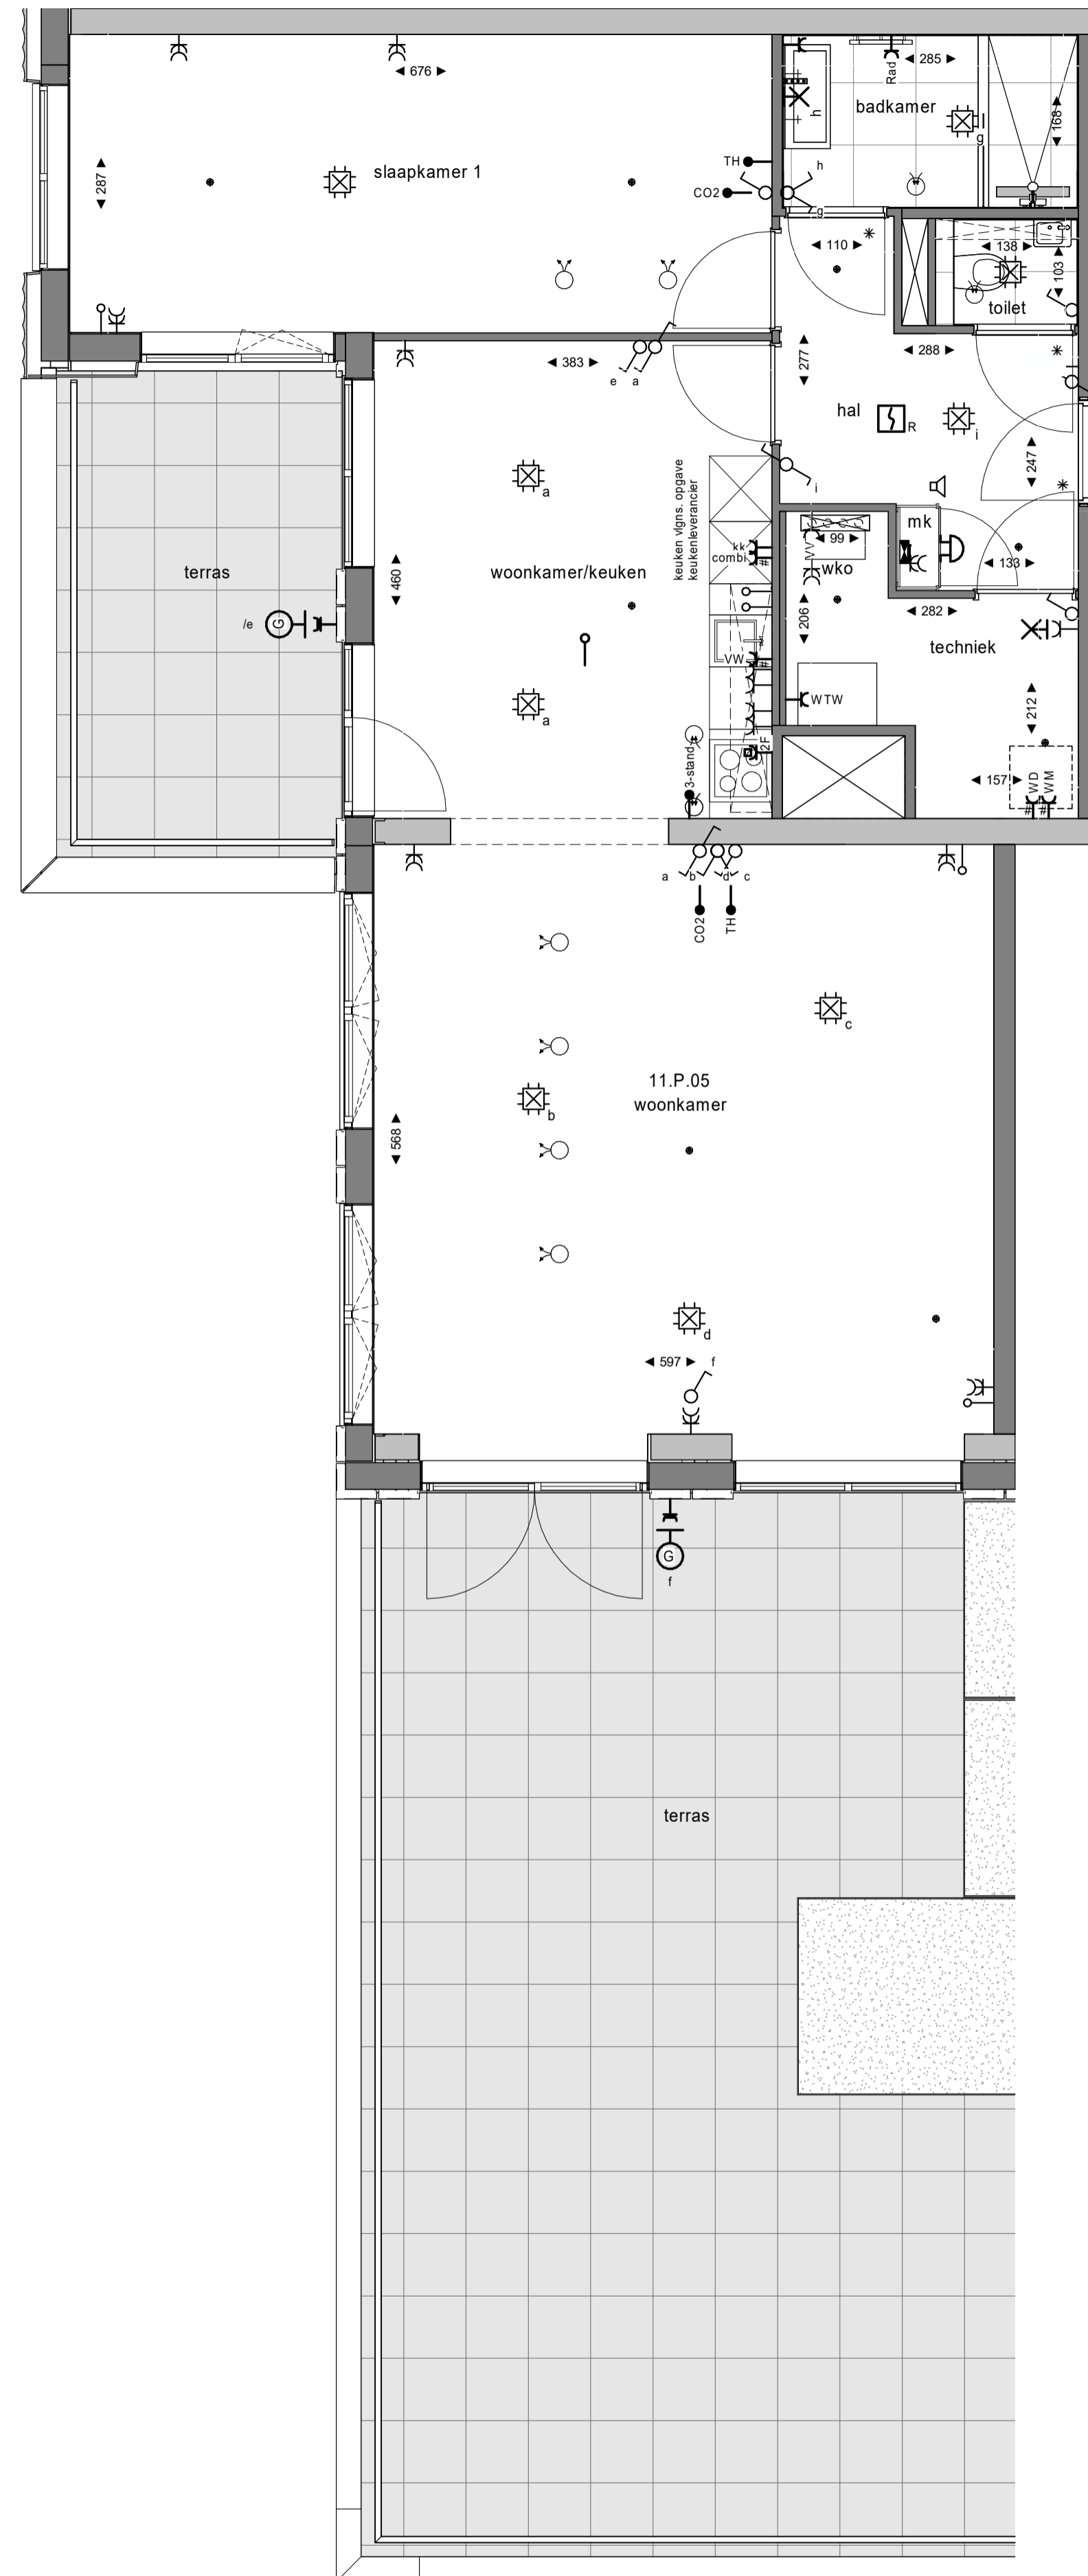 676
285
Rad
badkamer
h
168
g
slaapkamer 1
287
TH
CO2
h
g
110
138
103
toilet
383
e a
277
288
hal
R
i
247
a
i
keuken vlgns. opgave
keukenleverancier
mk
99
kk
combi
#
VV
wko
133
terras
460
woonkamer/keuken
/e
G
206
282
techniek
VW
#
a
WTW
212
#
2F
3-stand
157
WD
WM
#
#
a b d c
CO2
TH
c
11.P.05
woonkamer
b
568
d
597
f
G
f
terras